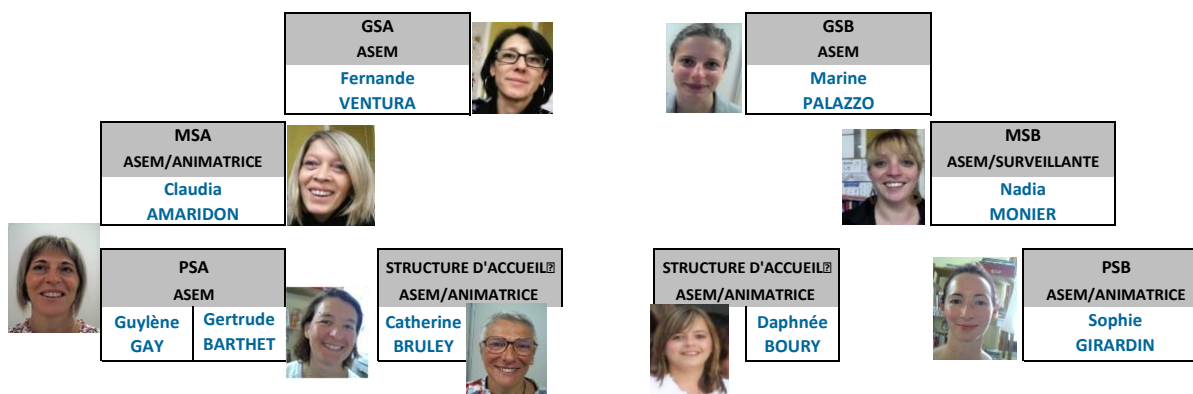 GSA
ASEM
Fernande
VENTURA
GSB
ASEM
Marine
PALAZZO
MSA
ASEM/ANIMATRICE
Claudia
AMARIDON
MSB
ASEM/SURVEILLANTE
Nadia
MONIER
PSA
ASEM
Guylène
GAY
Gertrude
BARTHET
STRUCTURE D'ACCUEIL
ASEM/ANIMATRICE
Catherine
BRULEY
STRUCTURE D'ACCUEIL
ASEM/ANIMATRICE
Daphnée
BOURY
PSB
ASEM/ANIMATRICE
Sophie
GIRARDIN